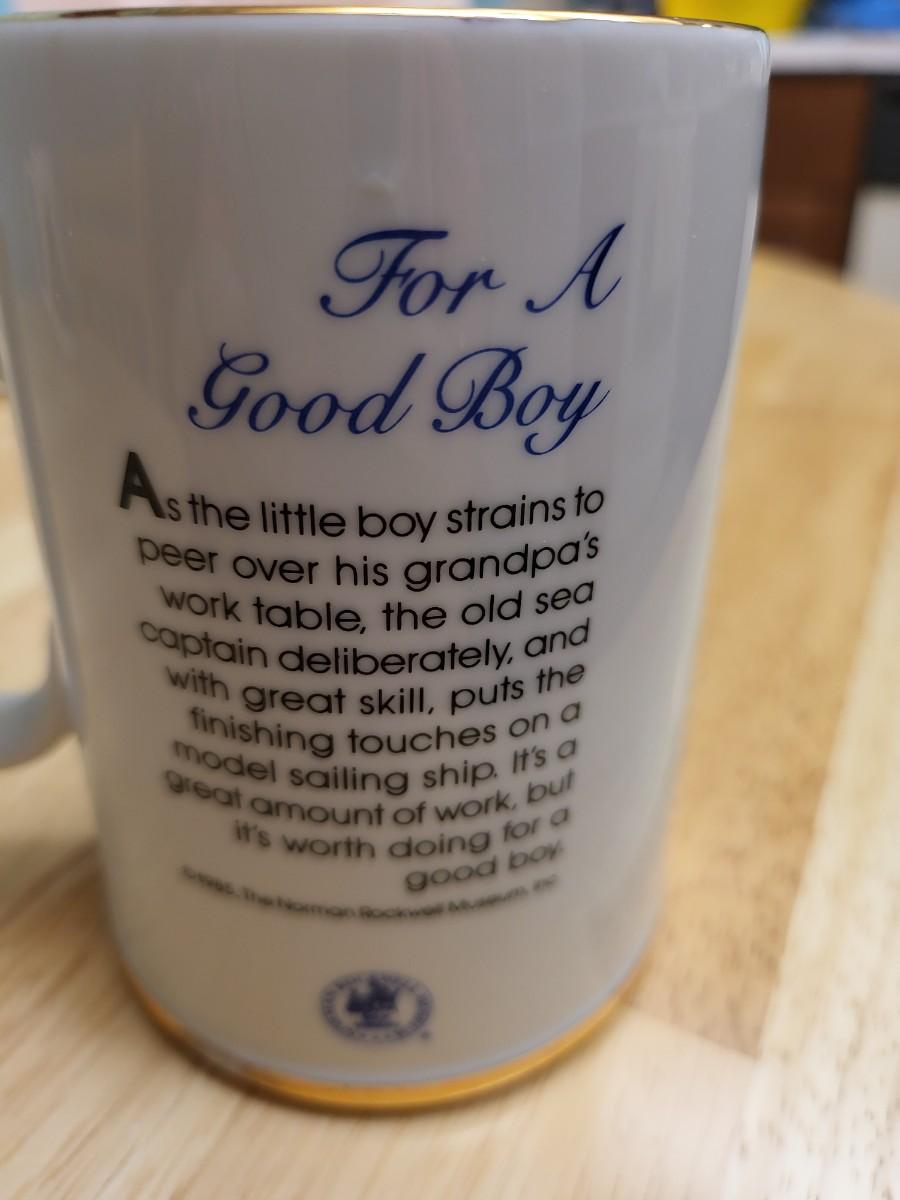 For A
Good Boy
As the little boy strains to
peer over his grandpa's
work table, the old sea
captain deliberately, and
with great skill, puts the
finishing touches on a
model sailing ship. It's a
great amount of work, but
it's worth doing for a
good boy.
The Norman Rockwell Museum, Inc.